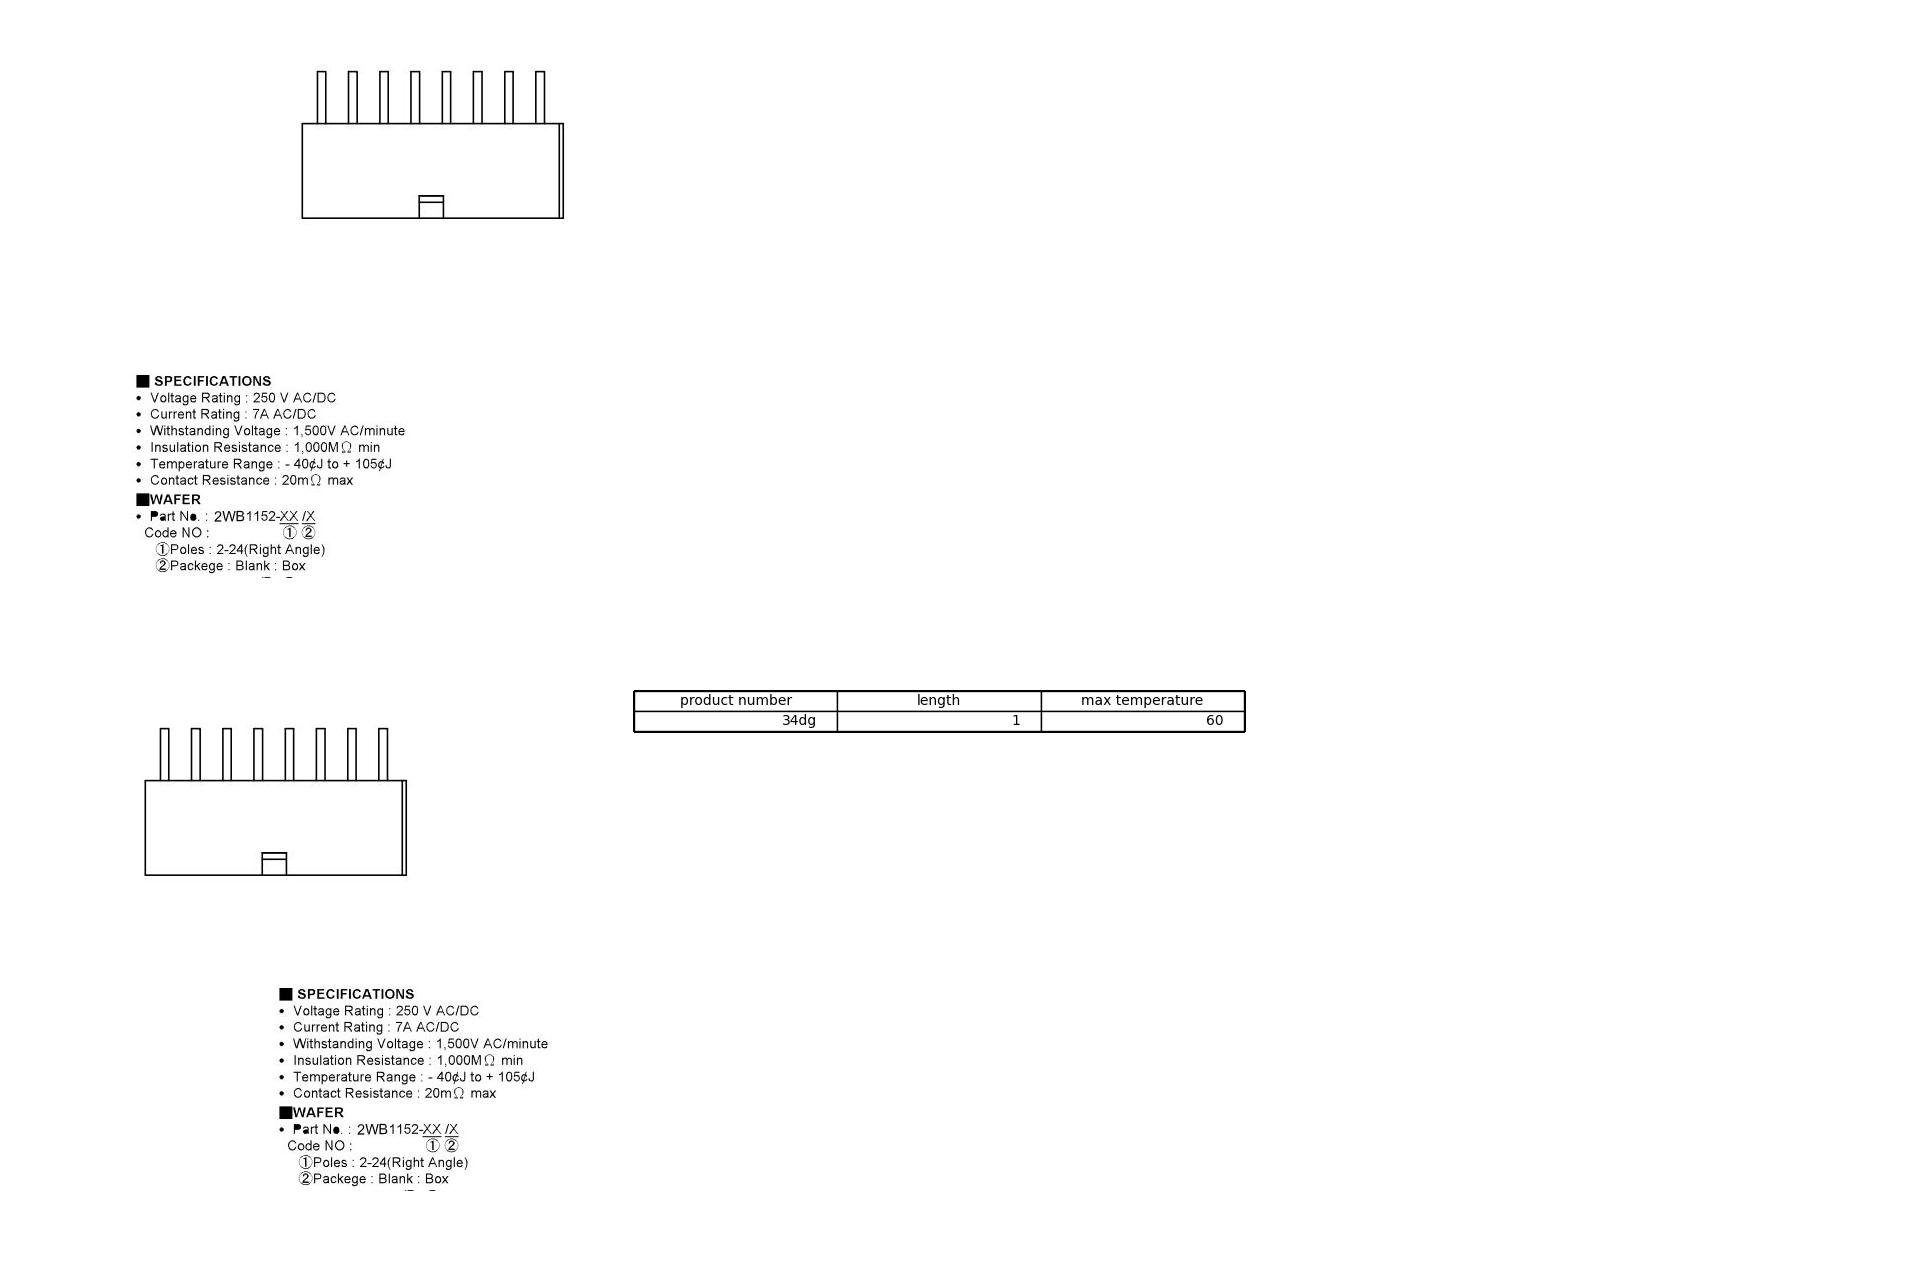 ■ SPECIFICATIONS
• Voltage Rating : 250 V AC/DC
• Current Rating : 7A AC/DC
• Withstanding Voltage : 1,500V AC/minute
• Insulation Resistance : 1,000MΩ min
• Temperature Range : - 40¢J to + 105¢J
• Contact Resistance : 20mΩ max
■WAFER
• Part No. : 2WB1152-XX /X
Code NO : ① ②
①Poles : 2-24(Right Angle)
②Packege : Blank : Box
product number length max temperature
34dg 1 60
■ SPECIFICATIONS
• Voltage Rating : 250 V AC/DC
• Current Rating : 7A AC/DC
• Withstanding Voltage : 1,500V AC/minute
• Insulation Resistance : 1,000MΩ min
• Temperature Range : - 40¢J to + 105¢J
• Contact Resistance : 20mΩ max
■WAFER
• Part No. : 2WB1152-XX /X
Code NO : ① ②
①Poles : 2-24(Right Angle)
②Packege : Blank : Box